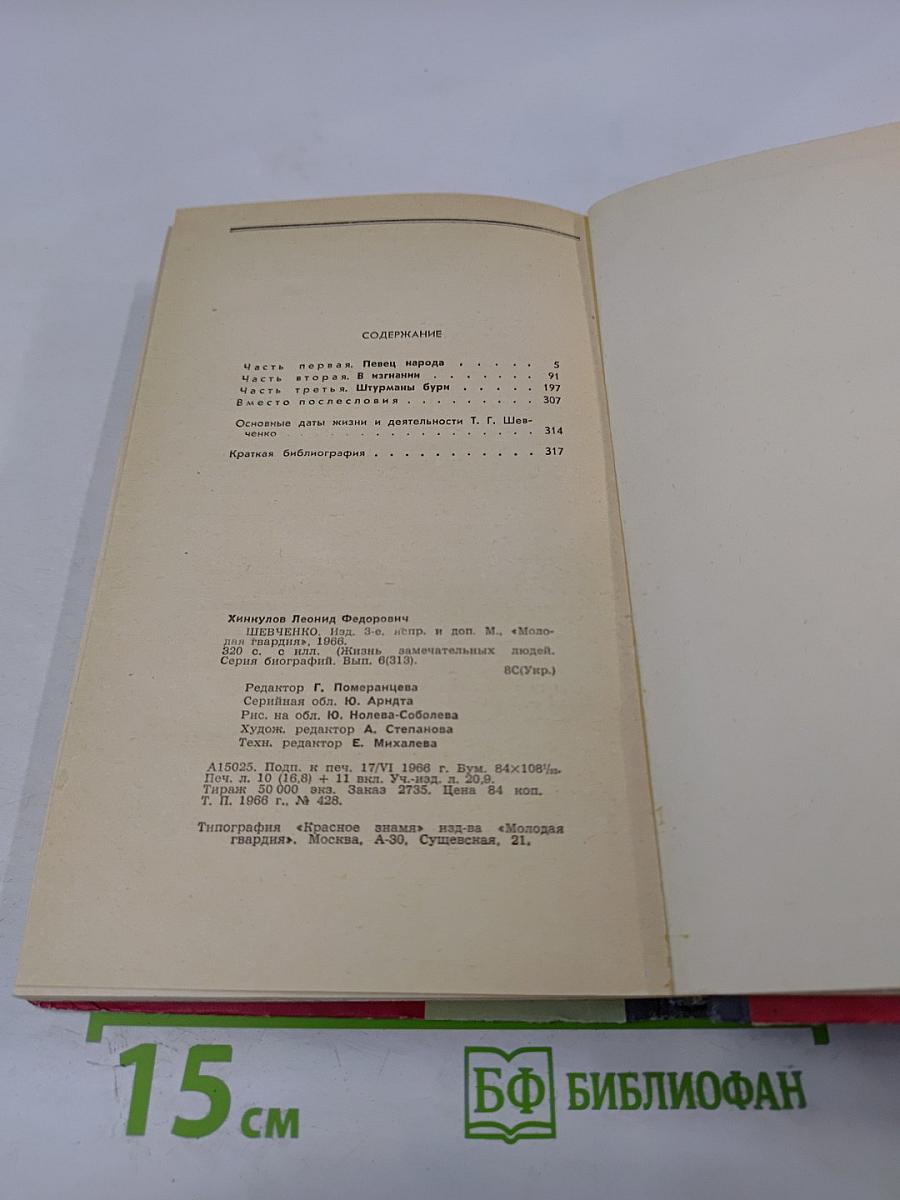 СОДЕРЖАНИЕ
Часть первая. Певец народа . . . . . 5
Часть вторая. В изгнании . . . . . . . 91
Часть третья. Штурманы бури . . . . . 197
Вместо послесловия . . . . . . . . . 307
Основные даты жизни и деятельности Т. Г. Шев-
ченко . . . . . . . . . . . . . . . . 314
Краткая библиография . . . . . . . . . . . 317
Хинкулов Леонид Федорович
ШЕВЧЕНКО. Изд. 3-е, испр. и доп. М., «Моло-
дая гвардия», 1966.
320 с. с илл. (Жизнь замечательных людей.
Серия биографий. Вып. 6(313).
8С(Укр.)
Редактор Г. Померанцева
Серийная обл. Ю. Арндта
Рис. на обл. Ю. Нолева-Соболева
Худож. редактор А. Степанова
Техн. редактор Е. Михалева
А15025. Подп. к печ. 17/VI 1966 г. Бум. 84×108¹/₃₂.
Печ. л. 10 (16,8) + 11 вкл. Уч.-изд. л. 20,9.
Тираж 50 000 экз. Заказ 2735. Цена 84 коп.
Т. П. 1966 г., № 428.
Типография «Красное знамя» изд-ва «Молодая
гвардия». Москва, А-30, Сущевская, 21.
15 см
БФ БИБЛИОФАН